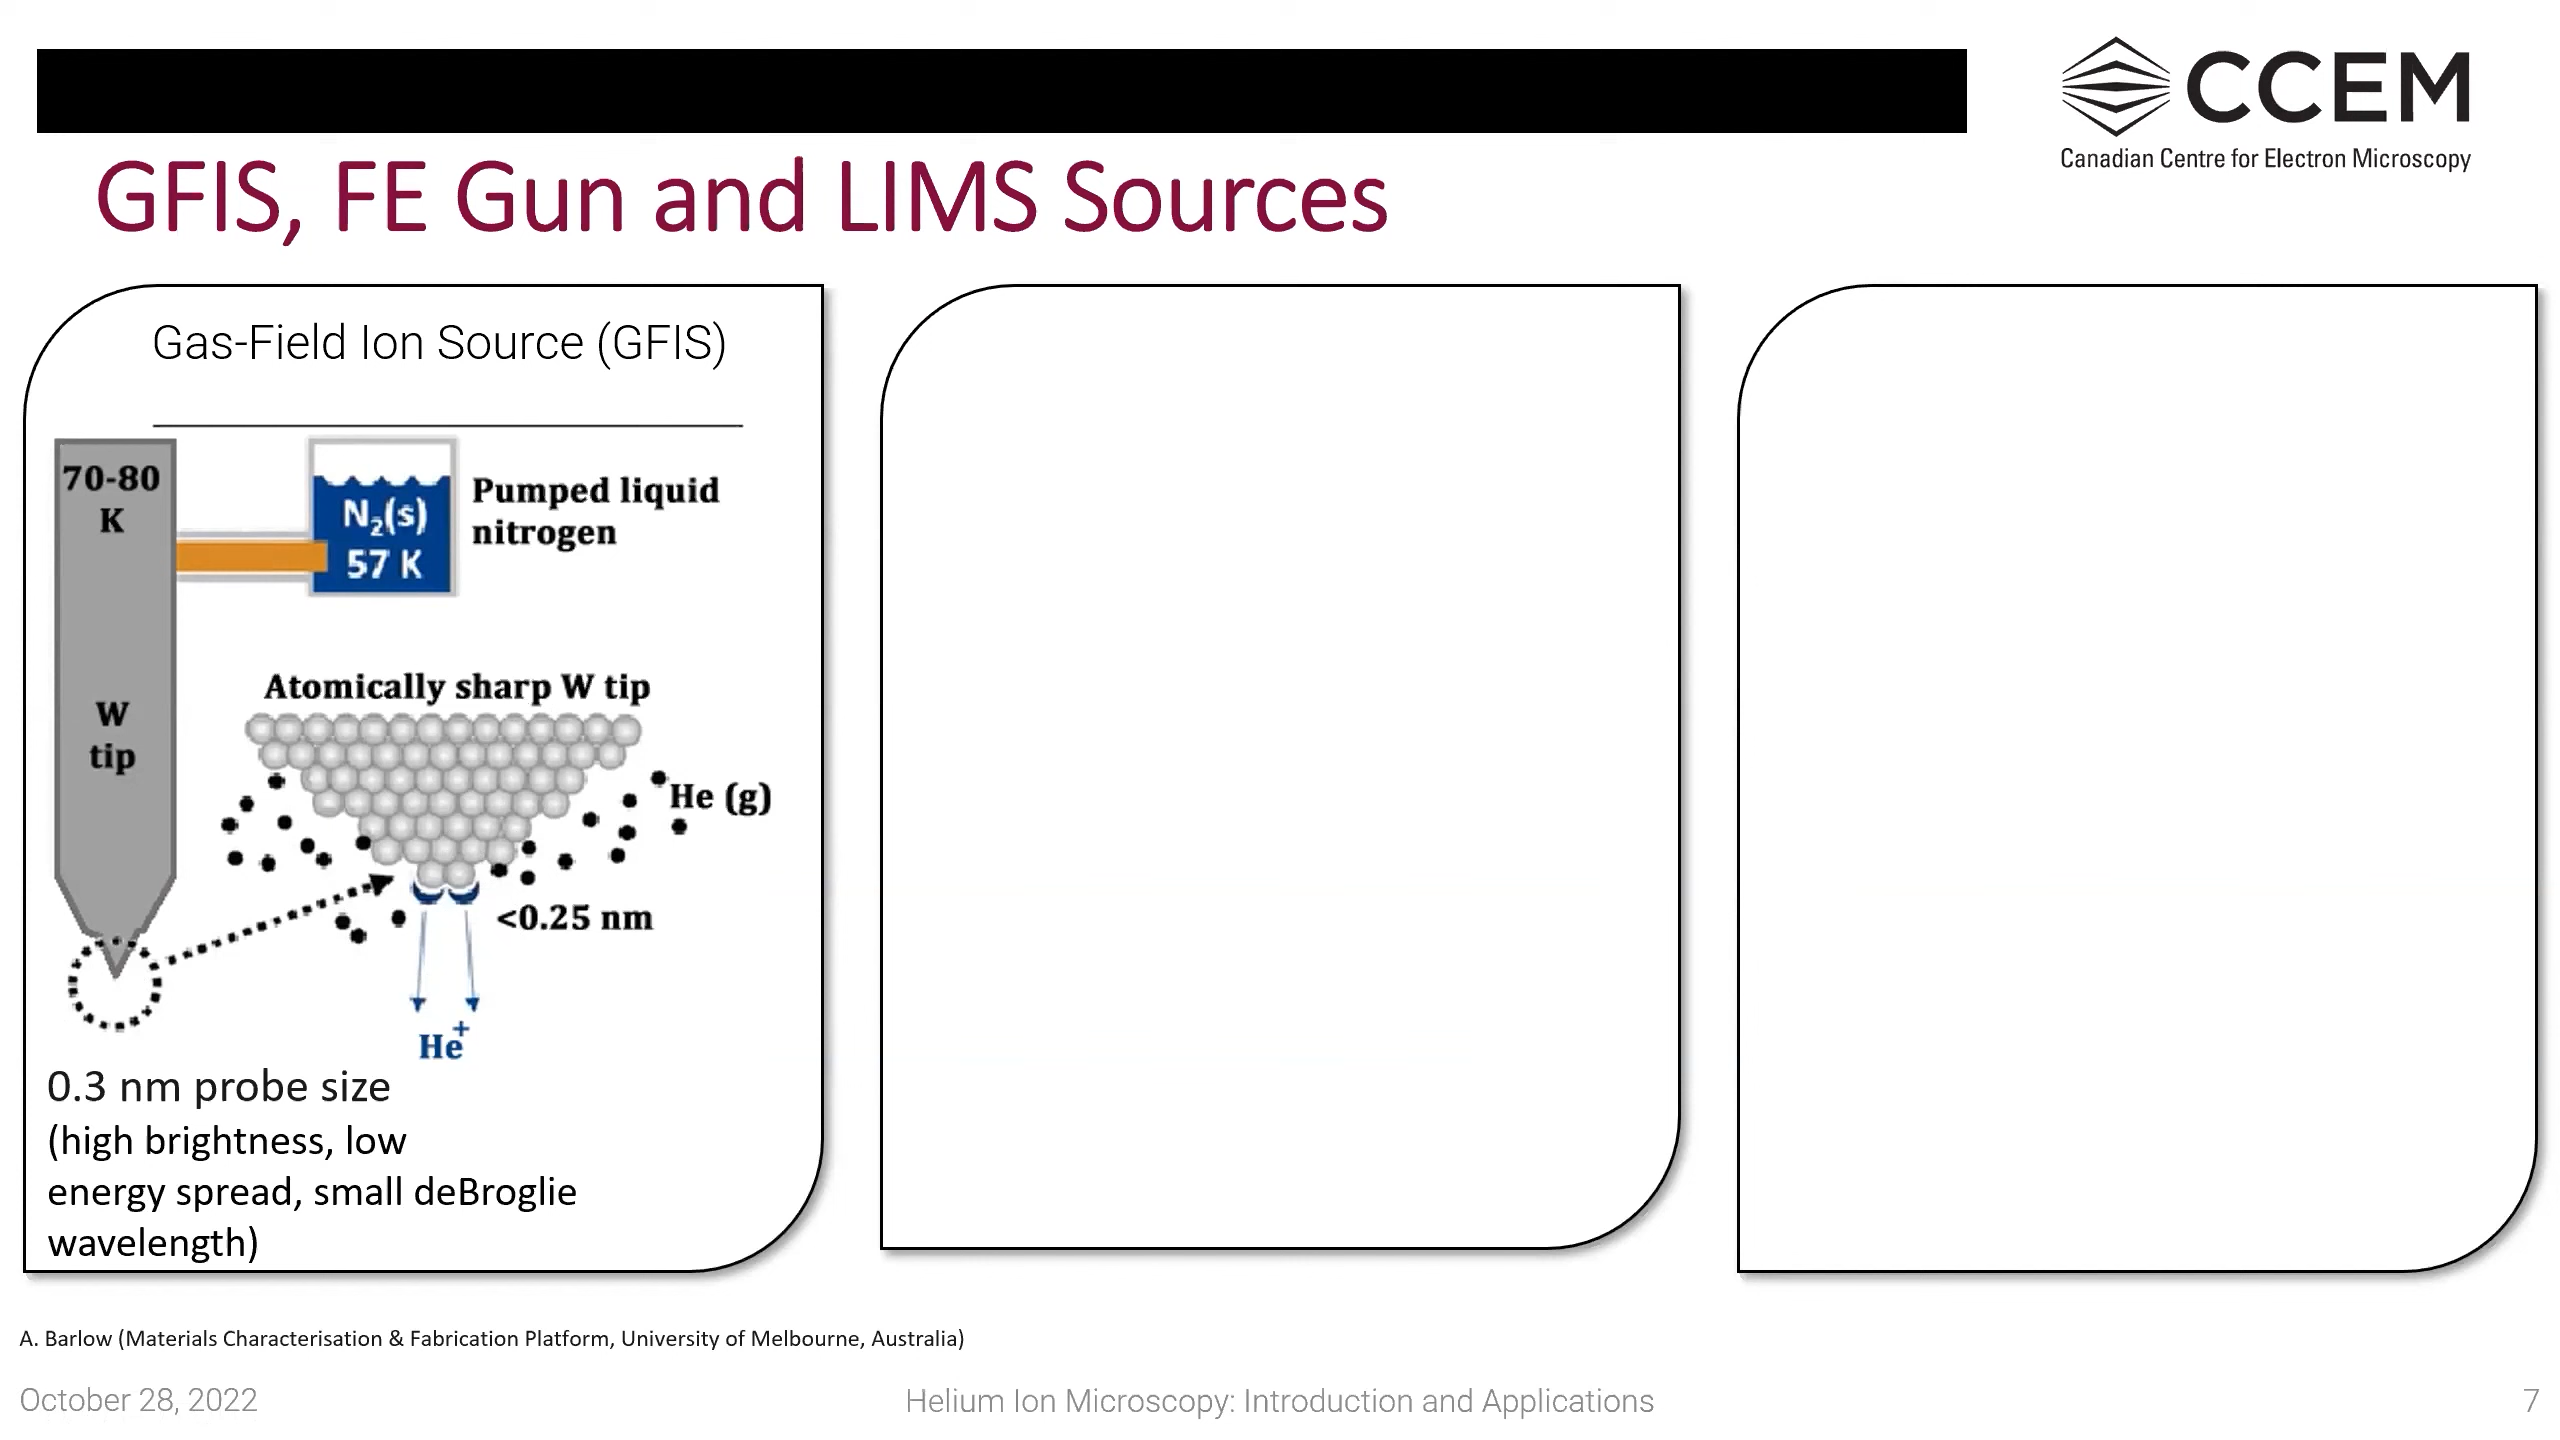 CCEM
Canadian Centre for Electron Microscopy
GFIS, FE Gun and LIMS Sources
Gas-Field Ion Source (GFIS)
70-80
K
N₂(s)
57 K
Pumped liquid
nitrogen
W
tip
Atomically sharp W tip
He (g)
<0.25 nm
He⁺
0.3 nm probe size
(high brightness, low
energy spread, small deBroglie
wavelength)
A. Barlow (Materials Characterisation & Fabrication Platform, University of Melbourne, Australia)
October 28, 2022
Helium Ion Microscopy: Introduction and Applications
7